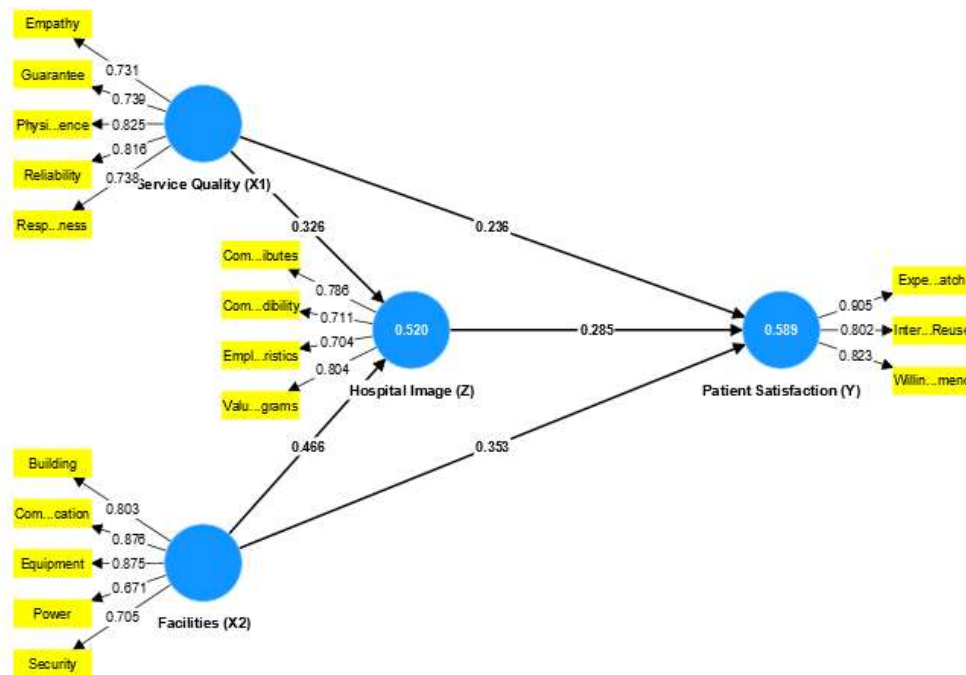 Empathy
0.731
Guarantee
0.739
Physi...ence
0.825
Reliability
0.816
0.738
Service Quality (X1)
Resp...ness
0.326
0.236
Com...ibutes
0.786
Com...dibility
0.711
Empl...ristics
0.704
Valu...grams
0.804
0.520
Hospital Image (Z)
0.285
0.589
Patient Satisfaction (Y)
0.905
Expe...atch
0.802
Inter...Reuse
0.823
Willin...mend
0.466
0.353
Building
0.803
Com...cation
0.876
Equipment
0.875
Power
0.671
Security
0.705
Facilities (X2)